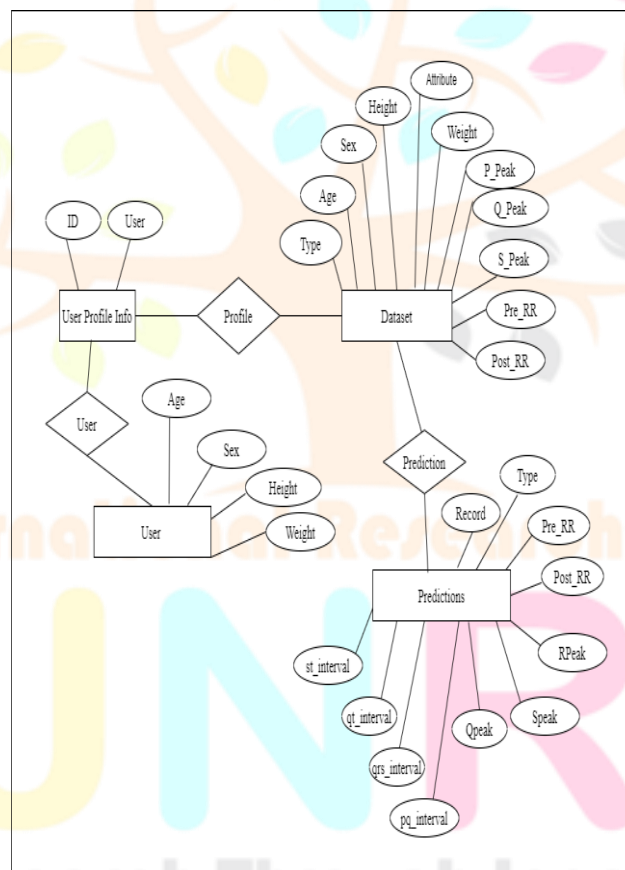 Attribute
Height
Weight
Sex
P_Peak
Age
Q_Peak
ID
User
Type
S_Peak
User Profile Info
Profile
Dataset
Pre_RR
Post_RR
Age
User
Sex
Prediction
Type
Height
Record
Pre_RR
User
Weight
Post_RR
Predictions
RPeak
st_interval
qt_interval
Qpeak
Speak
qrs_interval
pq_interval